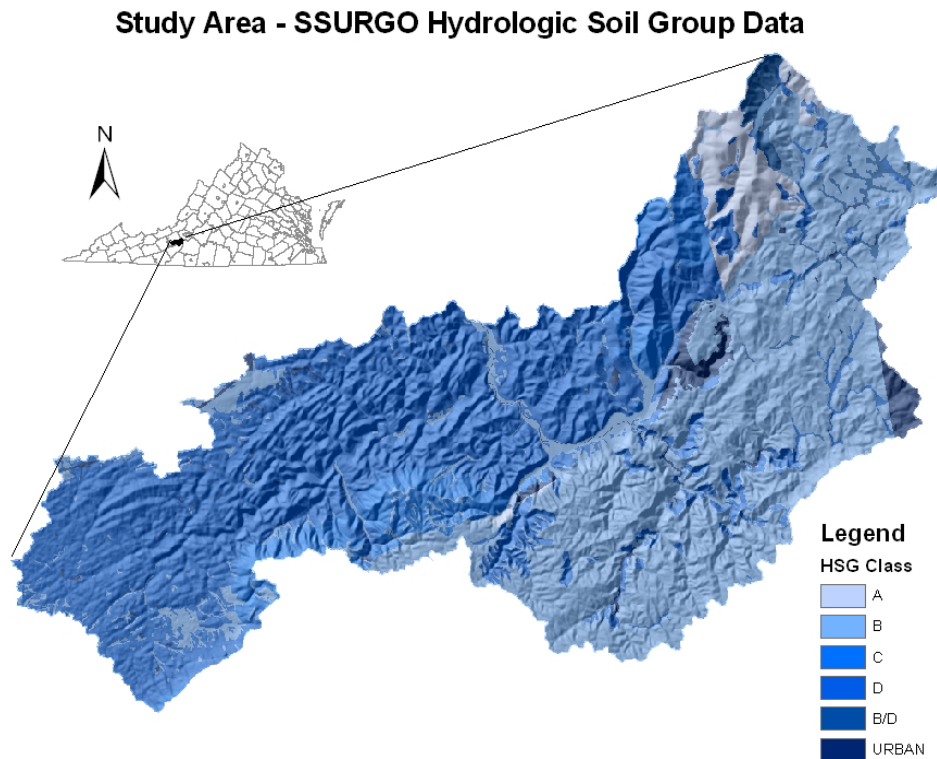 Study Area - SSURGO Hydrologic Soil Group Data
N
Legend
HSG Class
A
B
C
D
B/D
URBAN